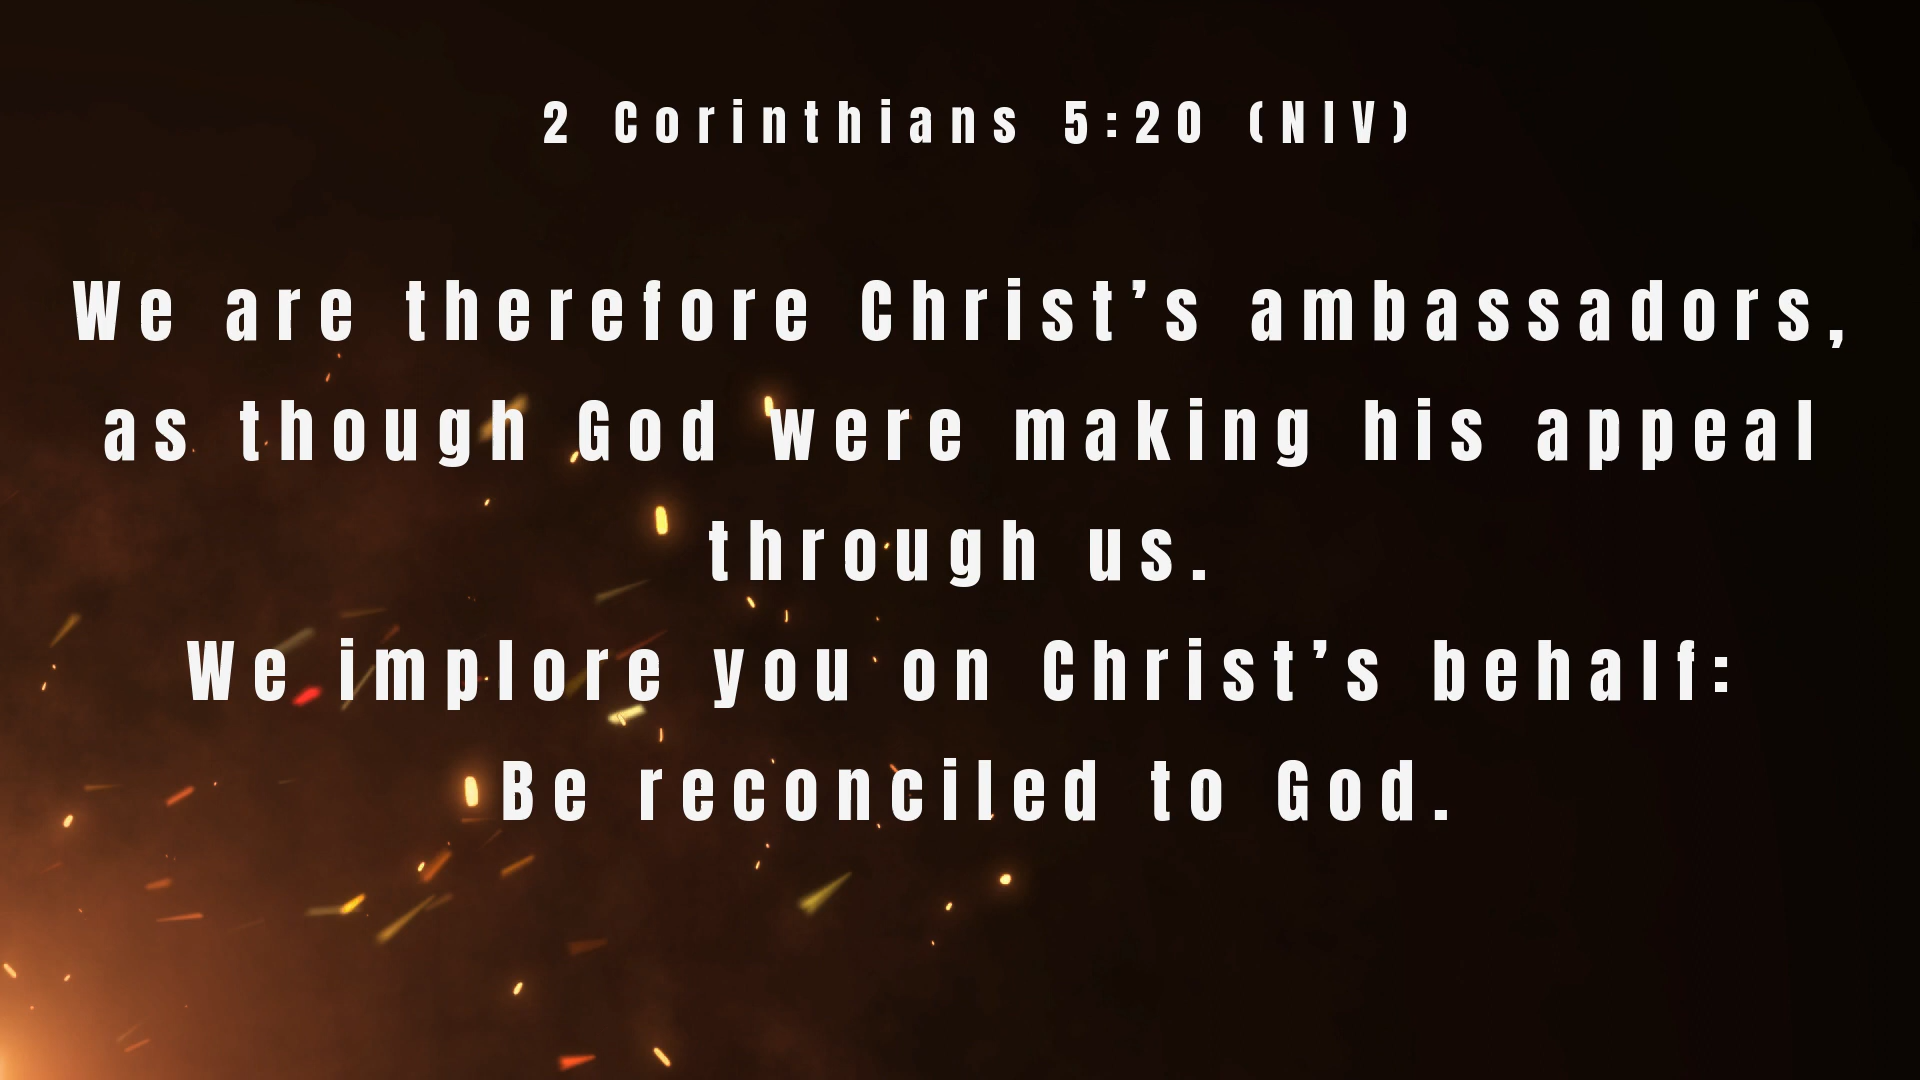 2 Corinthians 5:20 (NIV)
We are therefore Christ’s ambassadors,
as though God were making his appeal
through us.
We implore you on Christ’s behalf:
Be reconciled to God.